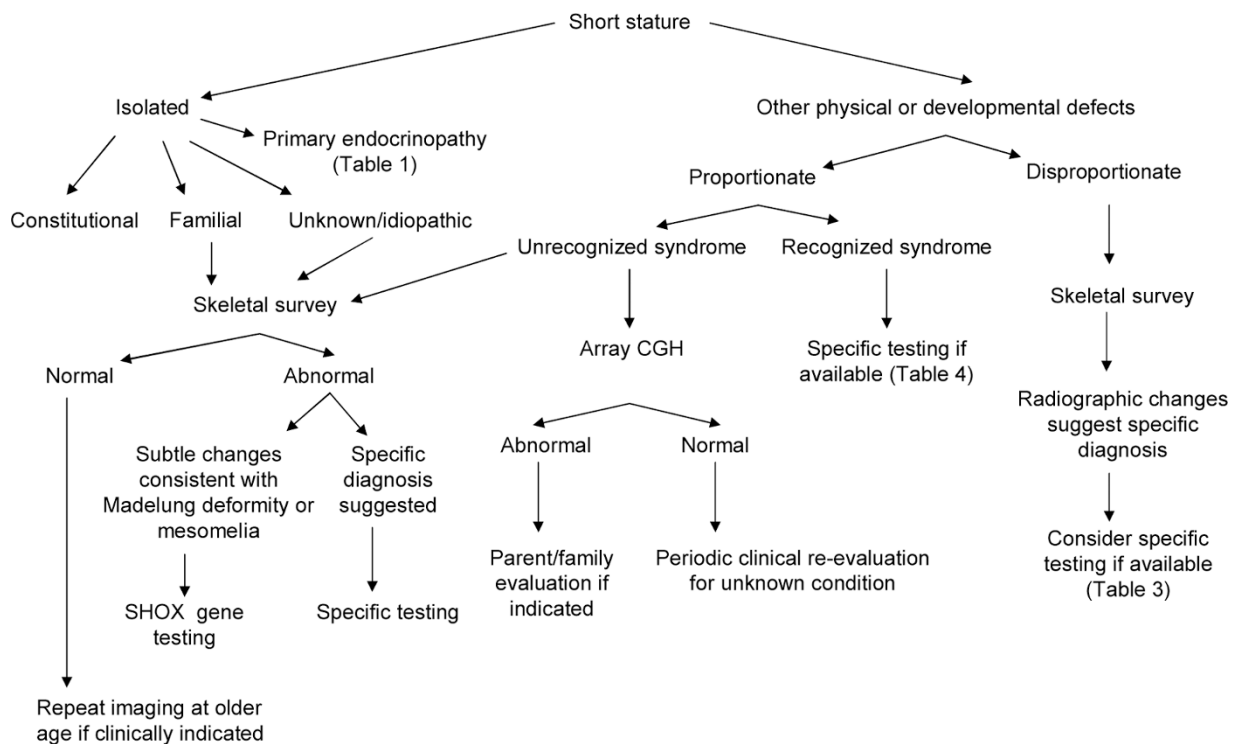 Short stature
Isolated
Other physical or developmental defects
Primary endocrinopathy
(Table 1)
Proportionate
Disproportionate
Constitutional
Familial
Unknown/idiopathic
Unrecognized syndrome
Recognized syndrome
Skeletal survey
Skeletal survey
Array CGH
Specific testing if
available (Table 4)
Normal
Abnormal
Radiographic changes
suggest specific
diagnosis
Subtle changes
consistent with
Madelung deformity or
mesomelia
Specific
diagnosis
suggested
Abnormal
Normal
Consider specific
testing if available
(Table 3)
Parent/family
evaluation if
indicated
Periodic clinical re-evaluation
for unknown condition
SHOX gene
testing
Specific testing
Repeat imaging at older
age if clinically indicated